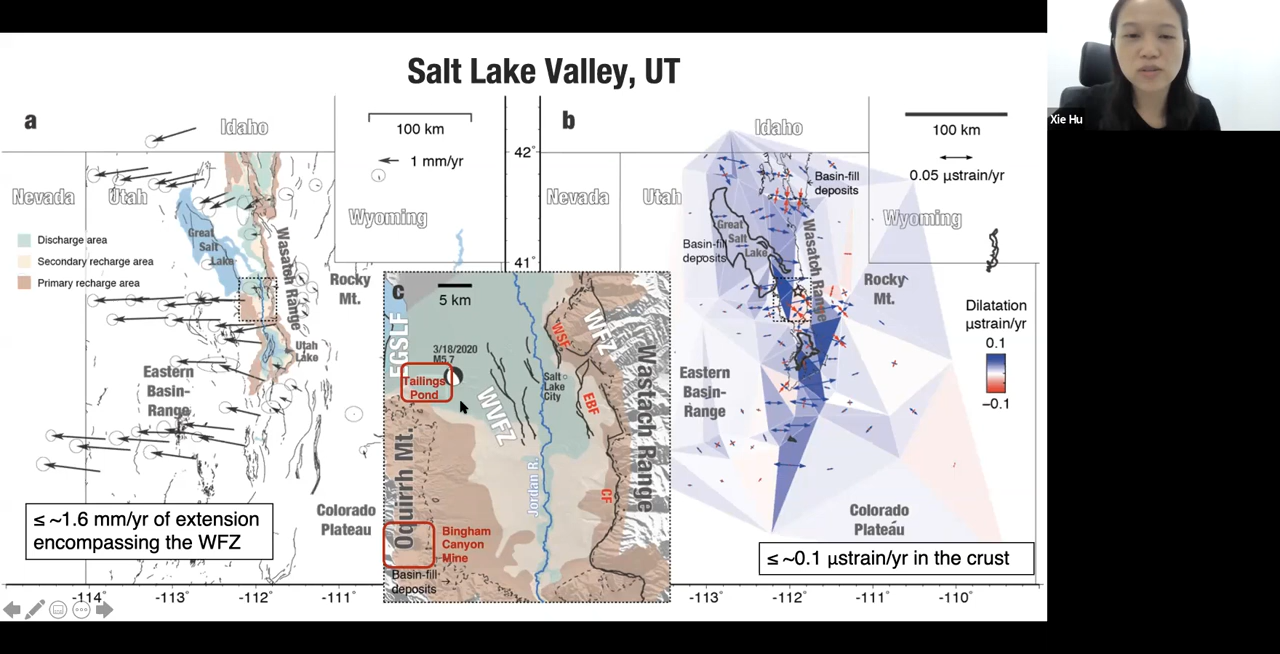 Salt Lake Valley, UT
Xie Hu
a
Idaho
100 km
1 mm/yr
Nevada
Utah
Wyoming
Discharge area
Secondary recharge area
Primary recharge area
Great
Salt
Lake
Wasatch Range
Rocky
Mt.
Utah
Lake
Eastern
Basin-
Range
Colorado
Plateau
≤ ~1.6 mm/yr of extension
encompassing the WFZ
-114°
-113°
-112°
-111°
42°
41°
c
5 km
EGSLF
3/18/2020
M5.7
Tailings
Pond
WSF
WFZ
Salt
Lake
City
WVFZ
EBF
Wastach Range
Oquirrh Mt.
Jordan R.
CF
Bingham
Canyon
Mine
Basin-fill
deposits
b
Idaho
100 km
0.05 µstrain/yr
Nevada
Utah
Wyoming
Basin-fill
deposits
Great
Salt
Lake
Basin-fill
deposits
Wasatch Range
Rocky
Mt.
Dilatation
µstrain/yr
0.1
−0.1
Eastern
Basin-
Range
Colorado
Plateau
≤ ~0.1 µstrain/yr in the crust
-113°
-112°
-111°
-110°